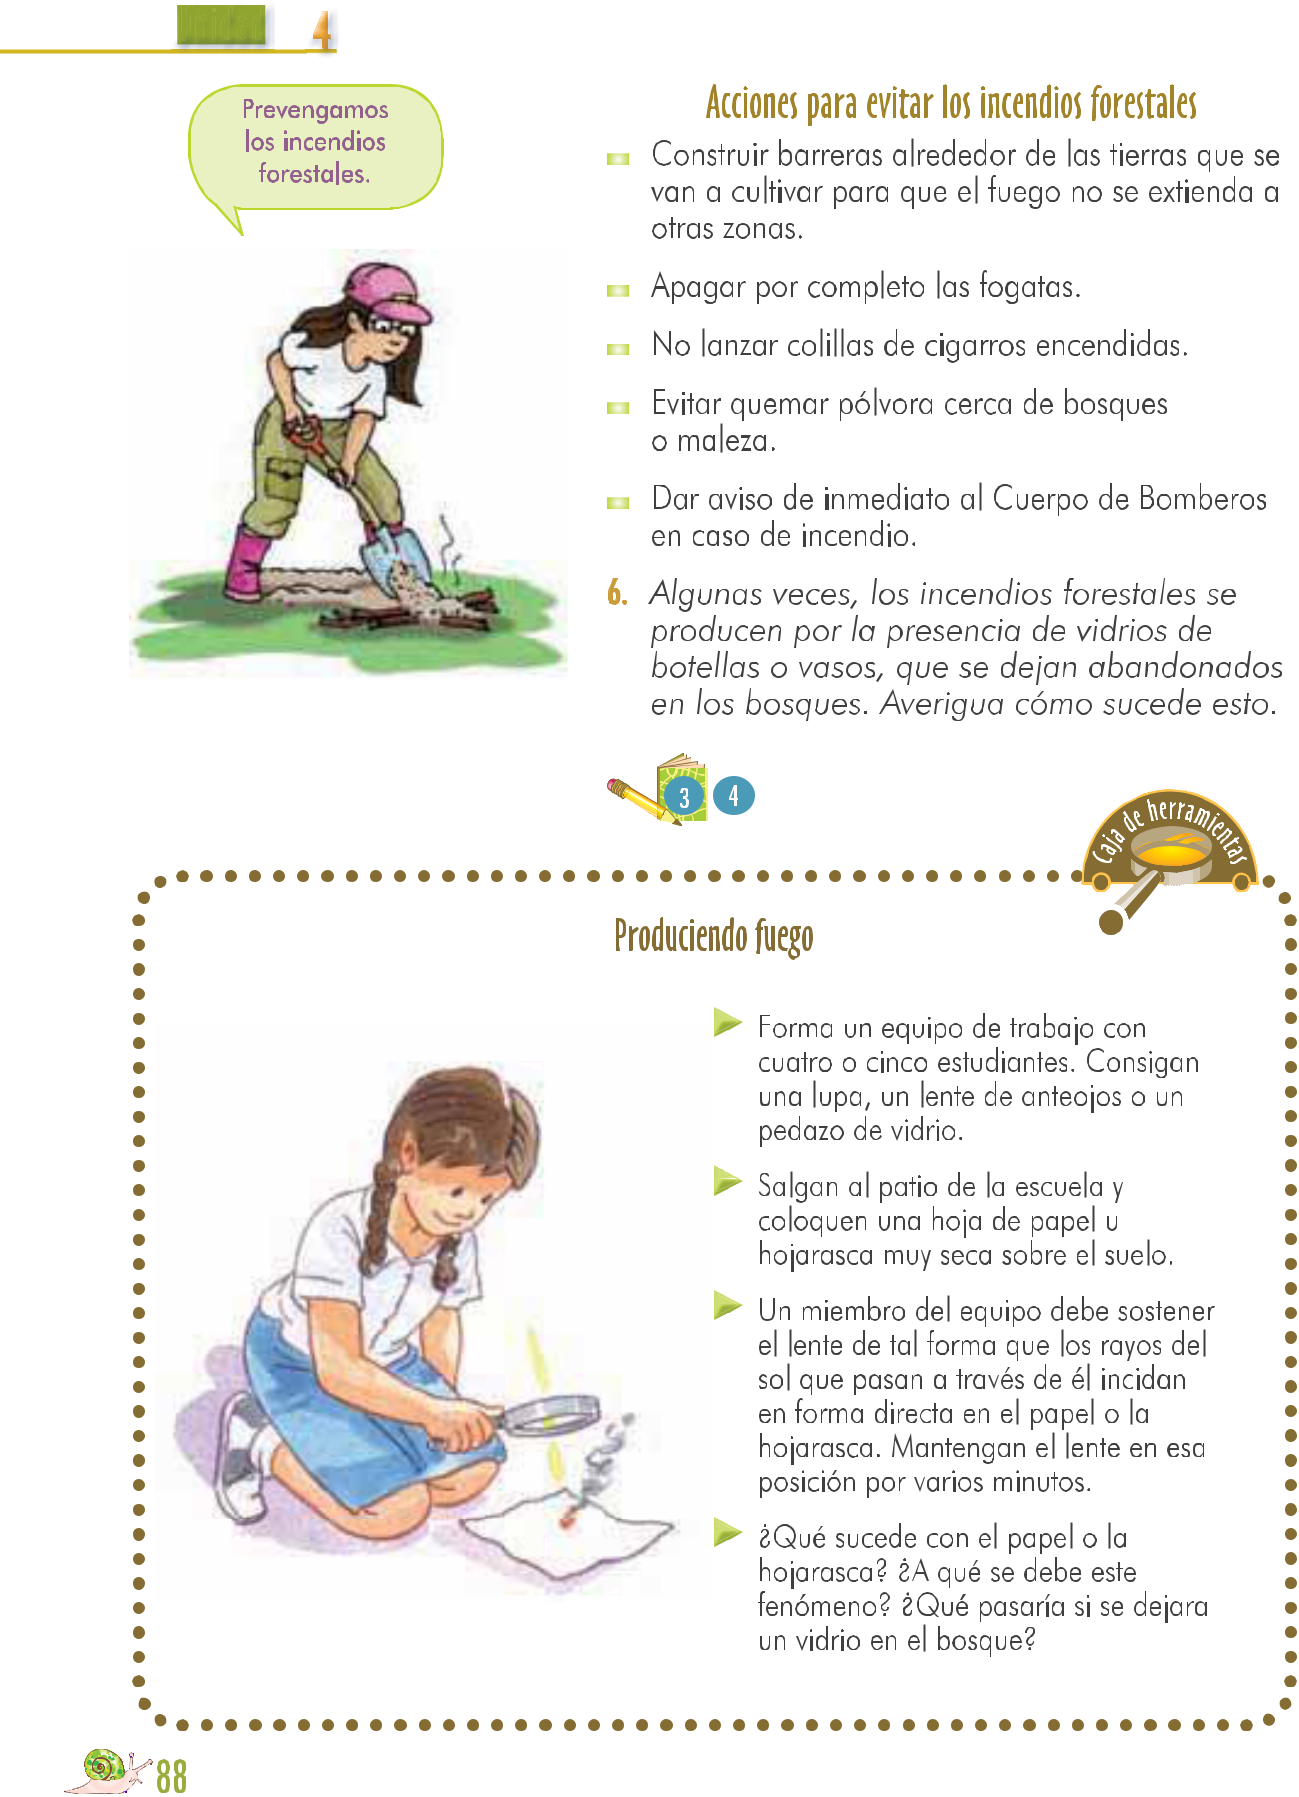 4
Prevengamos
los incendios
forestales.
Acciones para evitar los incendios forestales
Construir barreras alrededor de las tierras que se
van a cultivar para que el fuego no se extienda a
otras zonas.
Apagar por completo las fogatas.
No lanzar colillas de cigarros encendidas.
Evitar quemar pólvora cerca de bosques
o maleza.
Dar aviso de inmediato al Cuerpo de Bomberos
en caso de incendio.
6. Algunas veces, los incendios forestales se
producen por la presencia de vidrios de
botellas o vasos, que se dejan abandonados
en los bosques. Averigua cómo sucede esto.
3 4
Caja de herramientas
Produciendo fuego
Forma un equipo de trabajo con
cuatro o cinco estudiantes. Consigan
una lupa, un lente de anteojos o un
pedazo de vidrio.
Salgan al patio de la escuela y
coloquen una hoja de papel u
hojarasca muy seca sobre el suelo.
Un miembro del equipo debe sostener
el lente de tal forma que los rayos del
sol que pasan a través de él incidan
en forma directa en el papel o la
hojarasca. Mantengan el lente en esa
posición por varios minutos.
¿Qué sucede con el papel o la
hojarasca? ¿A qué se debe este
fenómeno? ¿Qué pasaría si se dejara
un vidrio en el bosque?
88